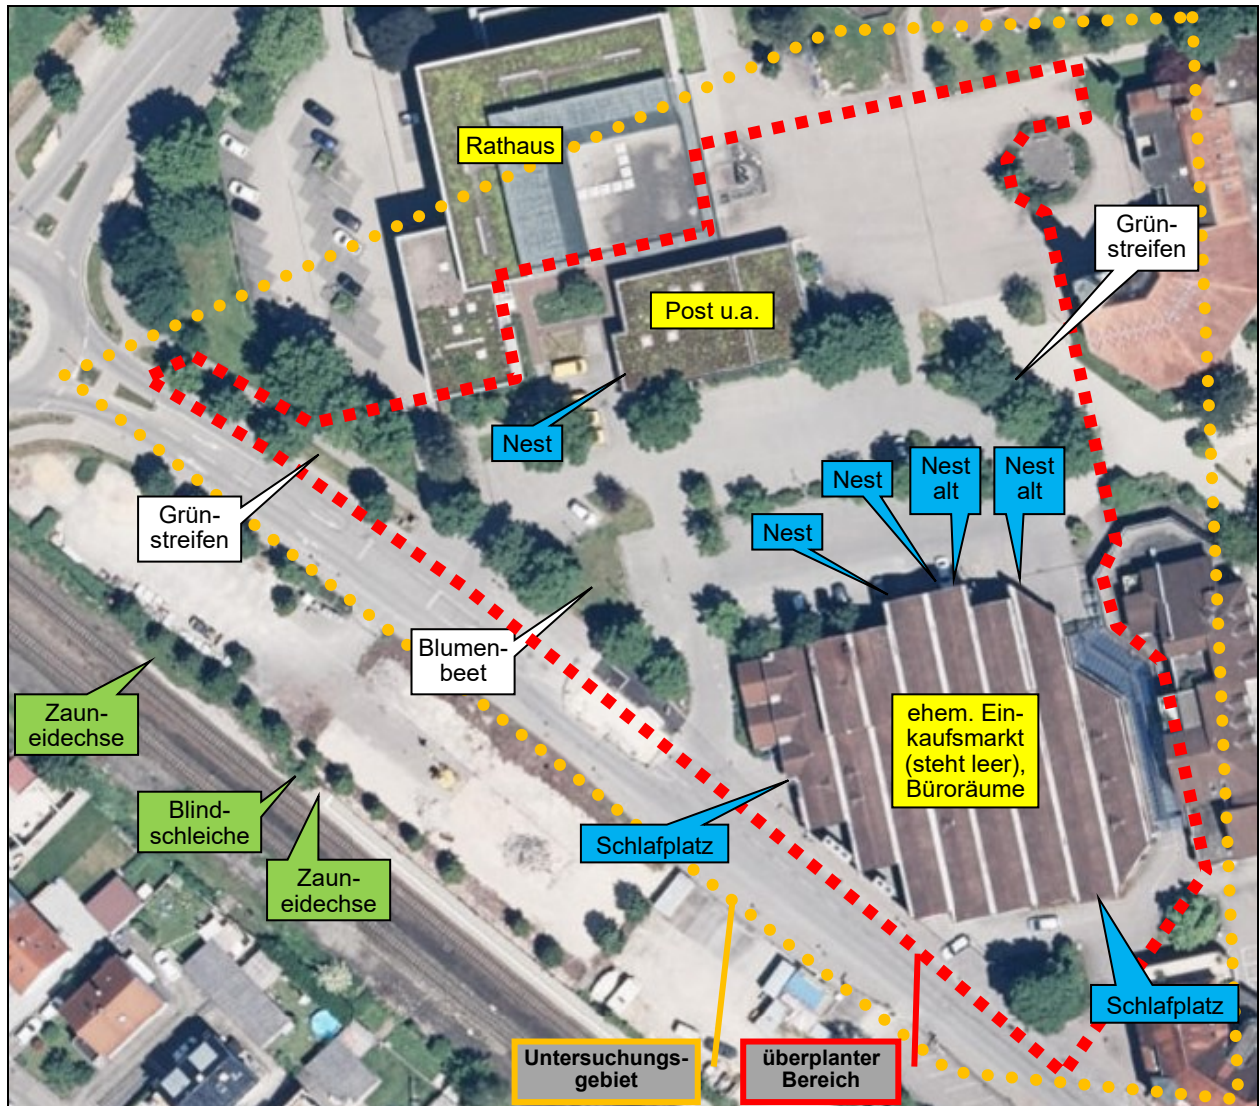 Rathaus
Grün-
streifen
Post u.a.
Nest
Nest
Nest
alt
Nest
alt
Grün-
streifen
Nest
Blumen-
beet
Zaun-
eidechse
ehem. Ein-
kaufsmarkt
(steht leer),
Büroräume
Blind-
schleiche
Schlafplatz
Zaun-
eidechse
Schlafplatz
Untersuchungs-
gebiet
überplanter
Bereich